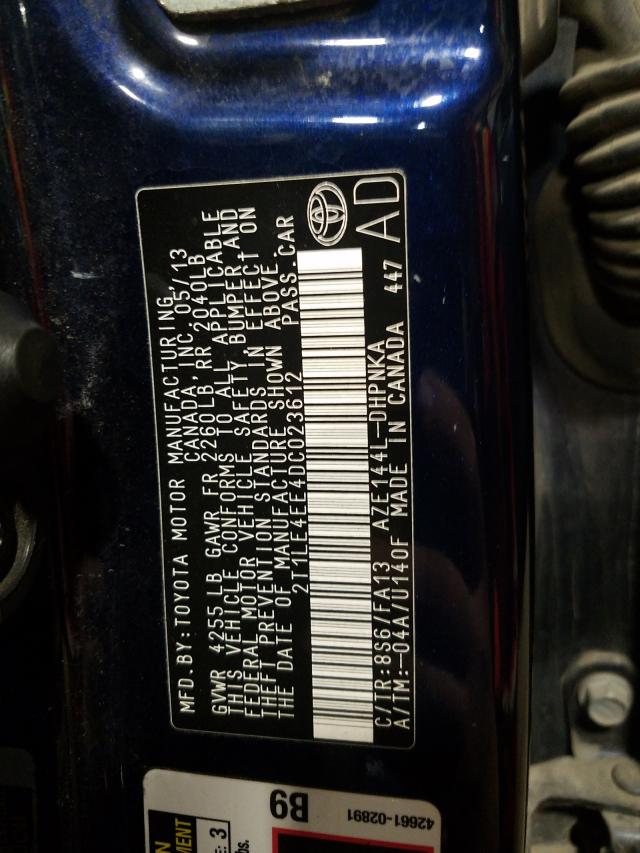 MFD.BY:TOYOTA MOTOR MANUFACTURING
CANADA, INC. 05/13
GVWR 4255 LB GAWR FR 2260LB RR 2040LB
THIS VEHICLE CONFORMS TO ALL APPLICABLE
FEDERAL MOTOR VEHICLE SAFETY, BUMPER AND
THEFT PREVENTION STANDARDS IN EFFECT ON
THE DATE OF MANUFACTURE SHOWN ABOVE.
2T1LE4EE4DC023612 PASS.CAR
C/TR:8S6/FA13 AZE144L-DHPNKA
A/TM:-04A/U140F MADE IN CANADA 447 AD
B9
42661-02891
3